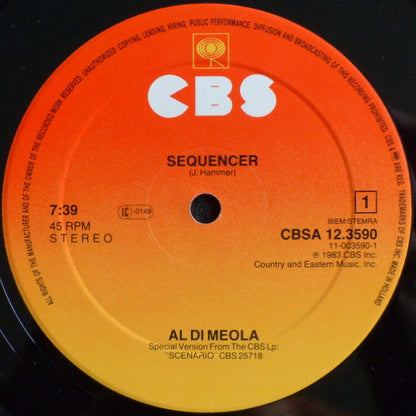 UNAUTHORIZED COPYING, LENDING, HIRING, PUBLIC PERFORMANCE. DIFFUSION AND BROADCASTING OF THIS RECORDING PROHIBITED. CBS & ARE REG. TRADEMARKS OF CBS INC. MADE IN HOLLAND
ALL RIGHTS OF THE MANUFACTURER AND OF THE OWNER OF THE RECORDED WORK RESERVED.
CBS
SEQUENCER
(J. Hammer)
7:39
LC-0149
1
45 RPM
STEREO
BIEM/STEMRA
CBSA 12.3590
11-003590-1
℗ 1983 CBS Inc.
Country and Eastern Music, Inc.
AL DI MEOLA
Special Version From The CBS Lp:
"SCENARIO" CBS 25718